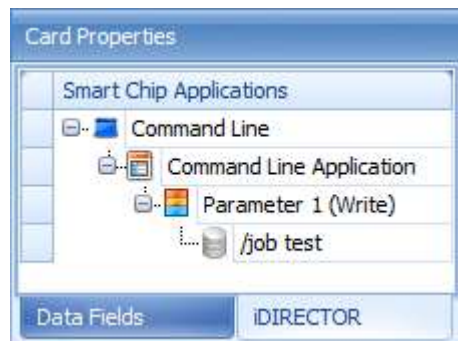 Card Properties
Smart Chip Applications
Command Line
Command Line Application
Parameter 1 (Write)
/job test
Data Fields iDIRECTOR